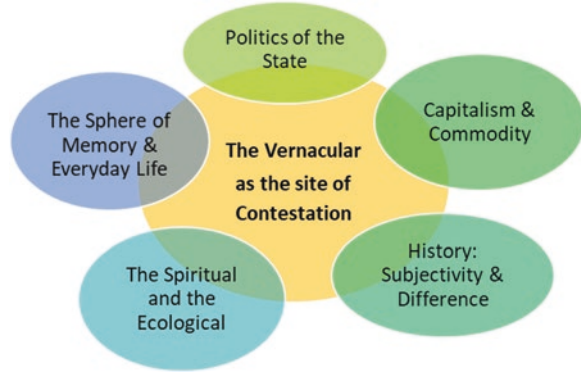 Politics of the
State
The Sphere of
Memory &
Everyday Life
Capitalism &
Commodity
The Vernacular
as the site of
Contestation
History:
Subjectivity &
Difference
The Spiritual
and the
Ecological